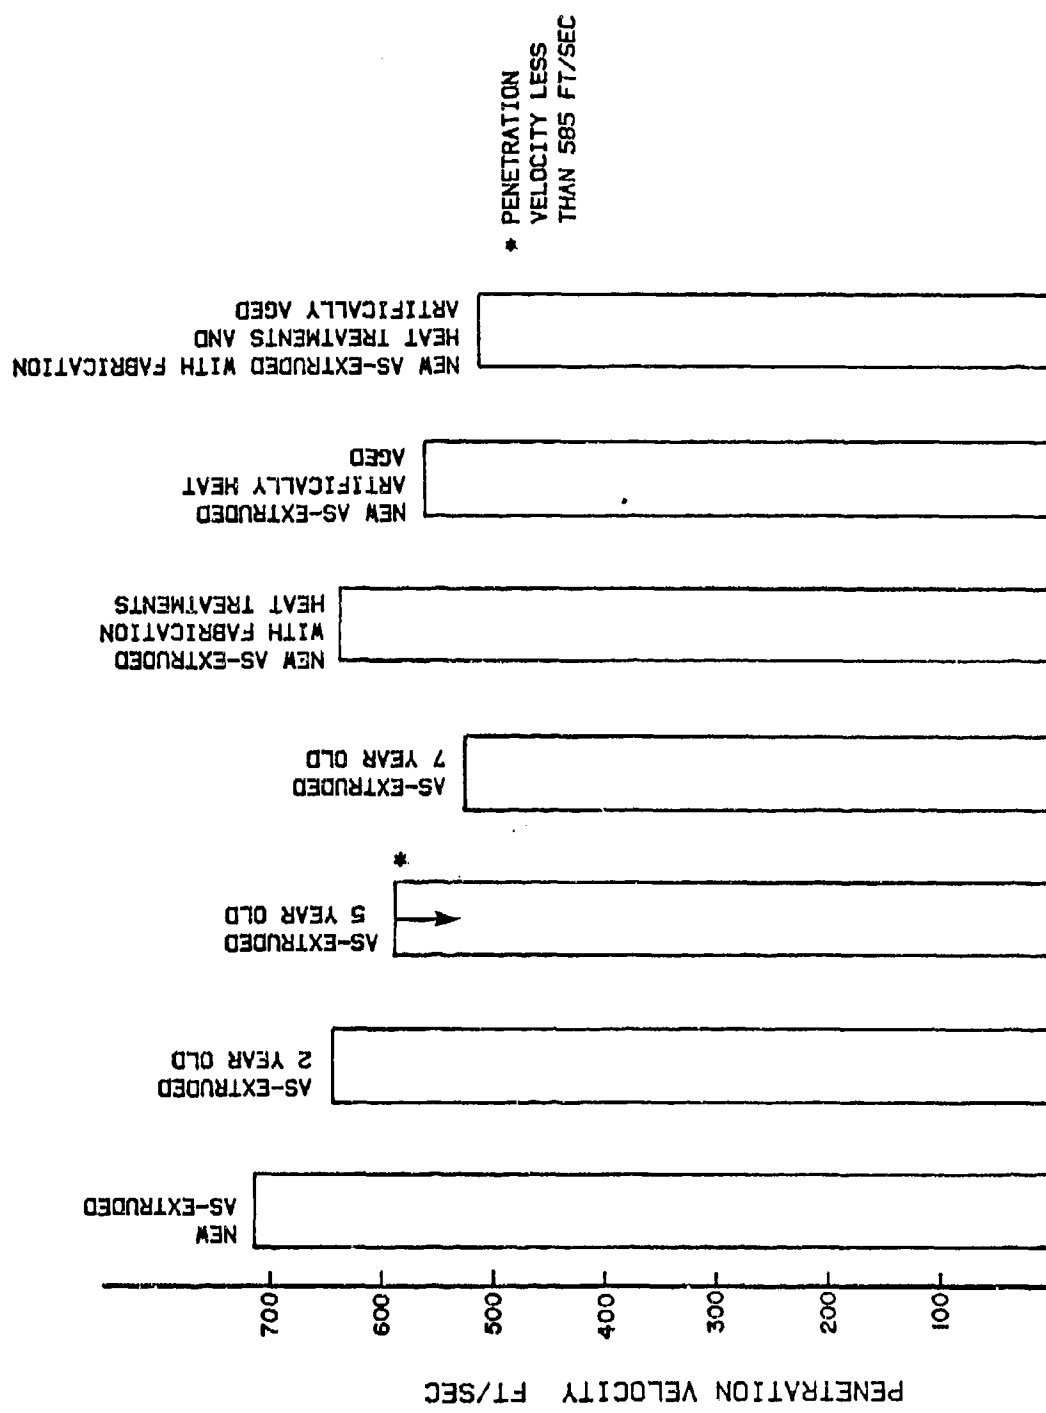 PENETRATION VELOCITY FT/SEC
700
600
500
400
300
200
100
NEW
AS-EXTRUDED
AS-EXTRUDED
2 YEAR OLD
AS-EXTRUDED
5 YEAR OLD
*
AS-EXTRUDED
7 YEAR OLD
NEW AS-EXTRUDED
WITH FABRICATION
HEAT TREATMENTS
NEW AS-EXTRUDED
ARTIFICALLY HEAT
AGED
NEW AS-EXTRUDED WITH FABRICATION
HEAT TREATMENTS AND
ARTIFICALLY AGED
* PENETRATION
VELOCITY LESS
THAN 585 FT/SEC